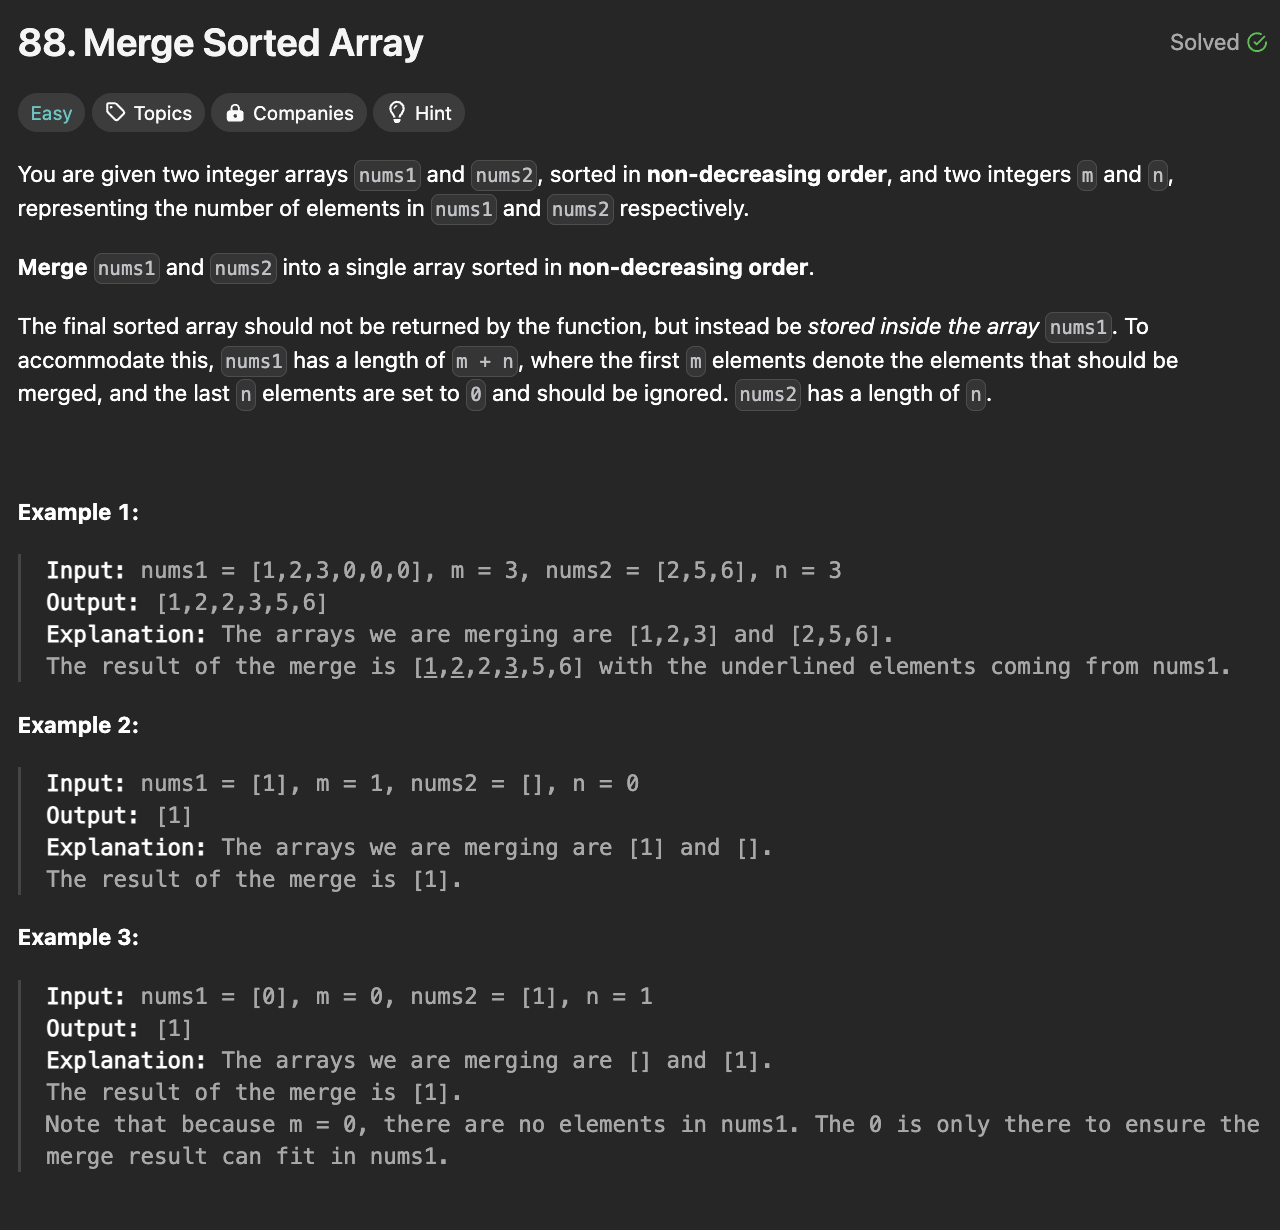 88. Merge Sorted Array
Solved
Easy
Topics
Companies
Hint
You are given two integer arrays nums1 and nums2, sorted in non-decreasing order, and two integers m and n,
representing the number of elements in nums1 and nums2 respectively.
Merge nums1 and nums2 into a single array sorted in non-decreasing order.
The final sorted array should not be returned by the function, but instead be stored inside the array nums1. To
accommodate this, nums1 has a length of m + n, where the first m elements denote the elements that should be
merged, and the last n elements are set to 0 and should be ignored. nums2 has a length of n.
Example 1:
Input: nums1 = [1,2,3,0,0,0], m = 3, nums2 = [2,5,6], n = 3
Output: [1,2,2,3,5,6]
Explanation: The arrays we are merging are [1,2,3] and [2,5,6].
The result of the merge is [1,2,2,3,5,6] with the underlined elements coming from nums1.
Example 2:
Input: nums1 = [1], m = 1, nums2 = [], n = 0
Output: [1]
Explanation: The arrays we are merging are [1] and [].
The result of the merge is [1].
Example 3:
Input: nums1 = [0], m = 0, nums2 = [1], n = 1
Output: [1]
Explanation: The arrays we are merging are [] and [1].
The result of the merge is [1].
Note that because m = 0, there are no elements in nums1. The 0 is only there to ensure the
merge result can fit in nums1.